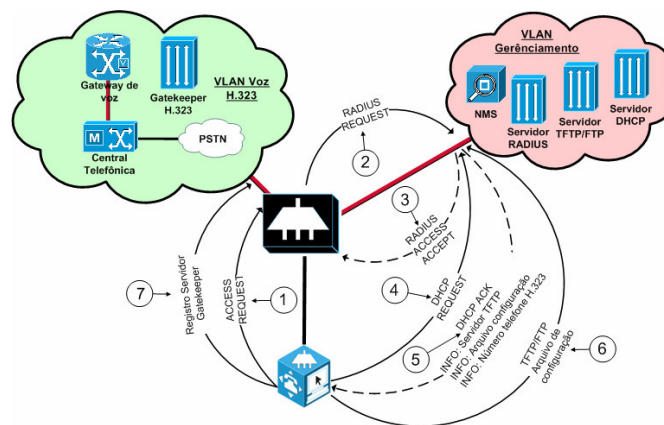 VLAN
Gerênciamento
Gateway de
voz
Gatekeeper
H.323
VLAN Voz
H.323
M
Central
Telefônica
PSTN
NMS
Servidor
RADIUS
Servidor
TFTP/FTP
Servidor
DHCP
RADIUS
REQUEST
2
3
RADIUS
ACCESS
ACCEPT
7
Registro Servidor
Gatekeeper
ACCESS
REQUEST
1
4
DHCP
REQUEST
5
DHCP ACK
INFO: Servidor TFTP
INFO: Arquivo configuração
INFO: Número telefone H.323
TFTP/FTP
Arquivo de
configuração
6